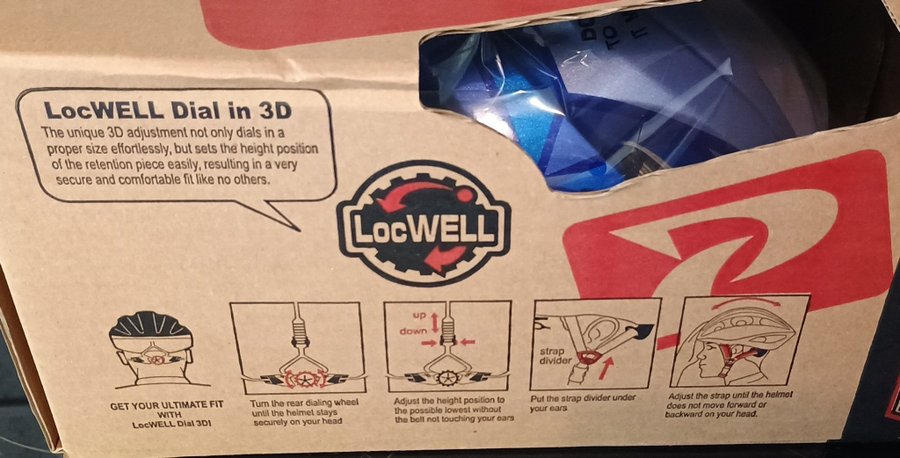 DO
TO
IT W
LocWELL Dial in 3D
The unique 3D adjustment not only dials in a
proper size effortlessly, but sets the height position
of the retention piece easily, resulting in a very
secure and comfortable fit like no others.
LocWELL
up
down
strap
divider
GET YOUR ULTIMATE FIT
WITH
LocWELL Dial 3D!
Turn the rear dialing wheel
until the helmet stays
securely on your head
Adjust the height position to
the possible lowest without
the belt not touching your ears
Put the strap divider under
your ears
Adjust the strap until the helmet
does not move forward or
backward on your head.